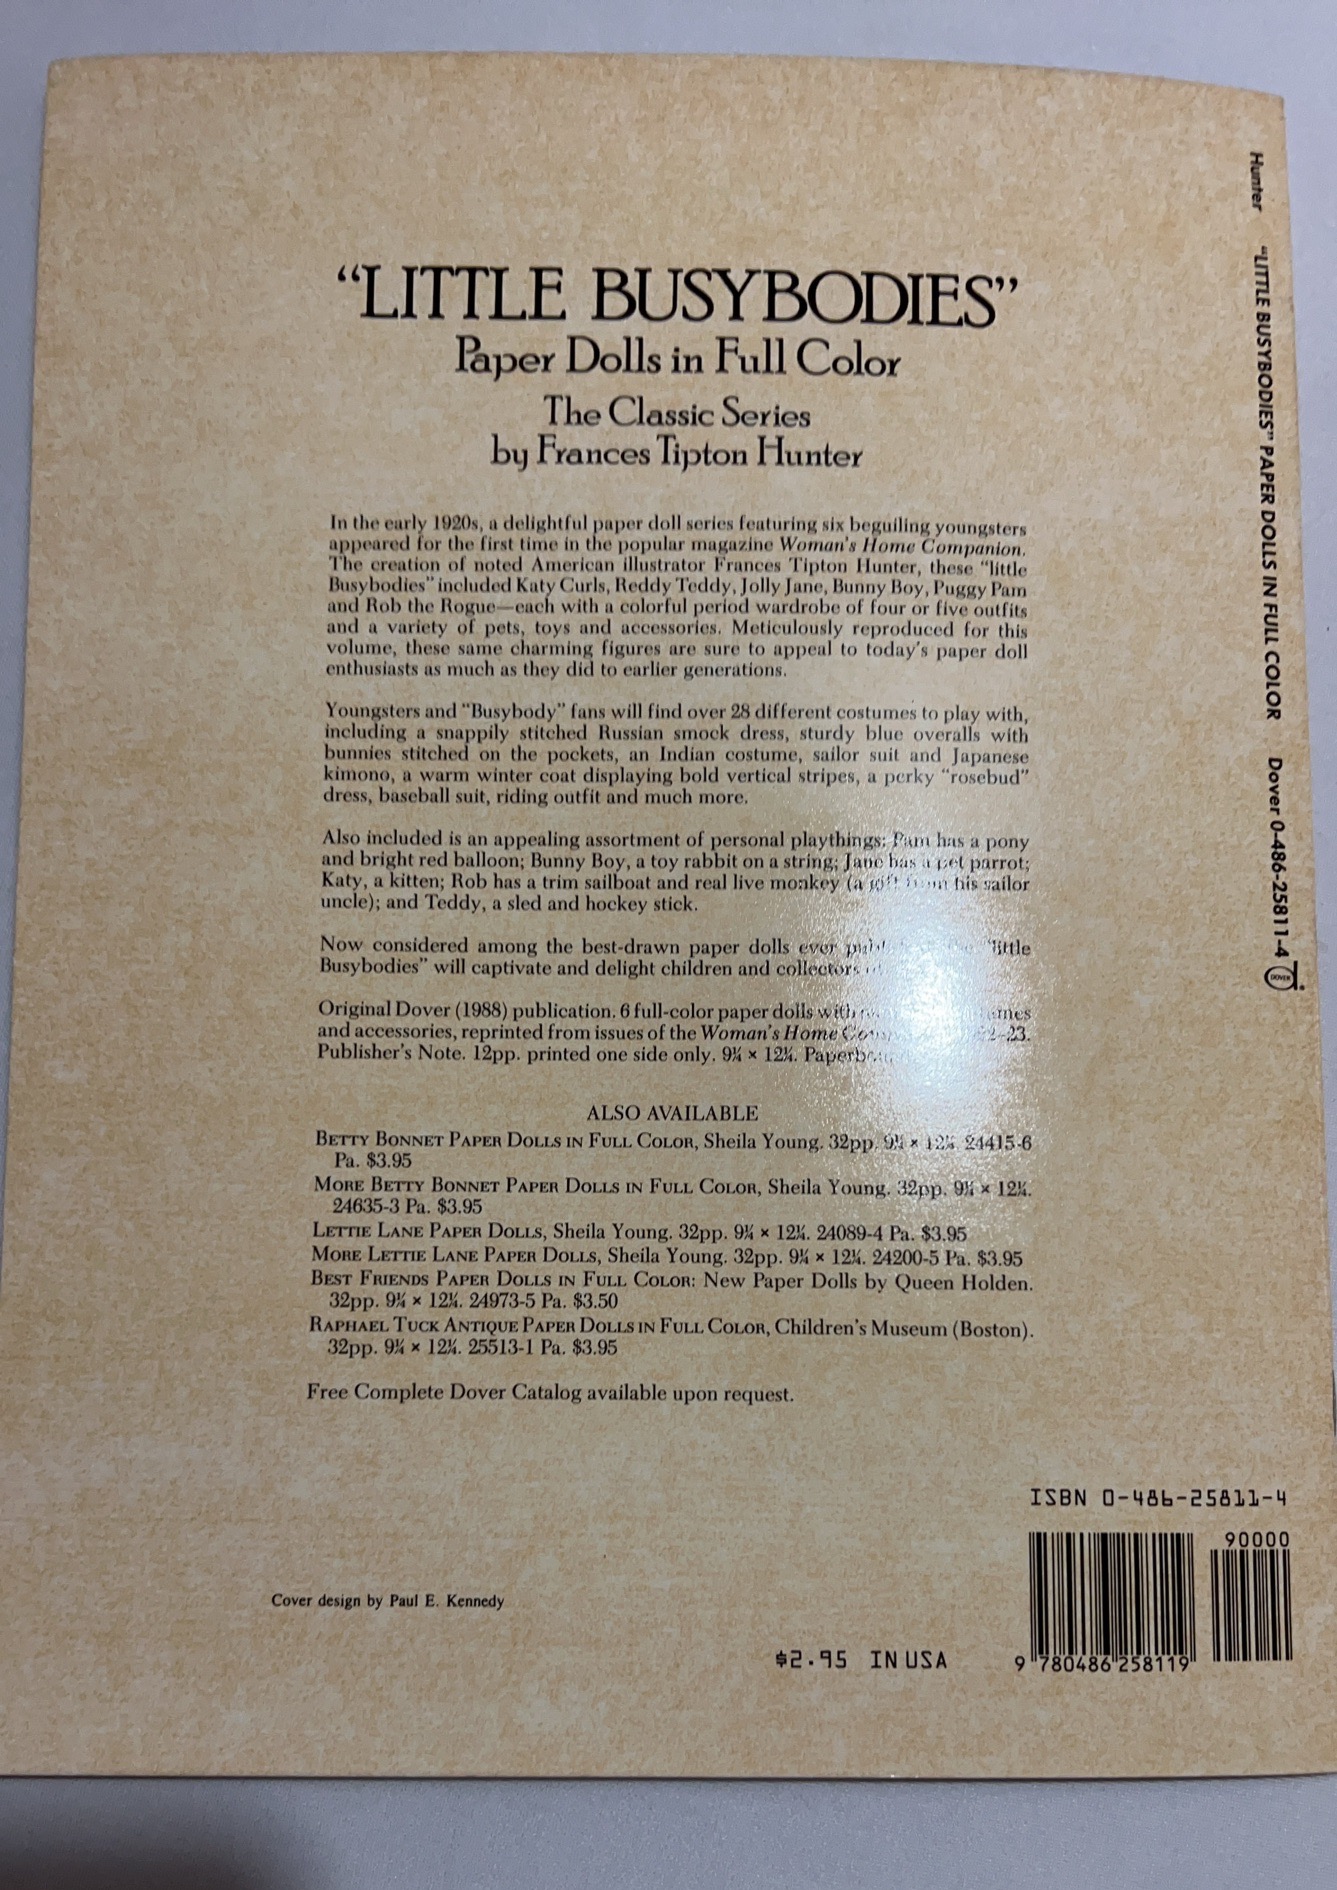 “LITTLE BUSYBODIES”
Paper Dolls in Full Color
The Classic Series
by Frances Tipton Hunter
In the early 1920s, a delightful paper doll series featuring six beguiling youngsters
appeared for the first time in the popular magazine Woman's Home Companion.
The creation of noted American illustrator Frances Tipton Hunter, these “little
Busybodies” included Katy Curls, Reddy Teddy, Jolly Jane, Bunny Boy, Puggy Pam
and Rob the Rogue—each with a colorful period wardrobe of four or five outfits
and a variety of pets, toys and accessories. Meticulously reproduced for this
volume, these same charming figures are sure to appeal to today's paper doll
enthusiasts as much as they did to earlier generations.
Youngsters and “Busybody” fans will find over 28 different costumes to play with,
including a snappily stitched Russian smock dress, sturdy blue overalls with
bunnies stitched on the pockets, an Indian costume, sailor suit and Japanese
kimono, a warm winter coat displaying bold vertical stripes, a perky “rosebud”
dress, baseball suit, riding outfit and much more.
Also included is an appealing assortment of personal playthings: Pam has a pony
and bright red balloon; Bunny Boy, a toy rabbit on a string; Jane has a pet parrot;
Katy, a kitten; Rob has a trim sailboat and real live monkey (a gift from his sailor
uncle); and Teddy, a sled and hockey stick.
Now considered among the best-drawn paper dolls ever “little
Busybodies” will captivate and delight children and collectors
Original Dover (1988) publication. 6 full-color paper dolls with
and accessories, reprinted from issues of the Woman's Home
Publisher's Note. 12pp. printed one side only. 9¼ × 12¼.
ALSO AVAILABLE
BETTY BONNET PAPER DOLLS IN FULL COLOR, Sheila Young. 32pp. 9¼ × 12¼. 24415-6
Pa. $3.95
MORE BETTY BONNET PAPER DOLLS IN FULL COLOR, Sheila Young. 32pp. 9¼ × 12¼.
24635-3 Pa. $3.95
LETTIE LANE PAPER DOLLS, Sheila Young. 32pp. 9¼ × 12¼. 24089-4 Pa. $3.95
MORE LETTIE LANE PAPER DOLLS, Sheila Young. 32pp. 9¼ × 12¼. 24200-5 Pa. $3.95
BEST FRIENDS PAPER DOLLS IN FULL COLOR: New Paper Dolls by Queen Holden.
32pp. 9¼ × 12¼. 24973-5 Pa. $3.50
RAPHAEL TUCK ANTIQUE PAPER DOLLS IN FULL COLOR, Children's Museum (Boston).
32pp. 9¼ × 12¼. 25513-1 Pa. $3.95
Free Complete Dover Catalog available upon request.
ISBN 0-486-25811-4
90000
Cover design by Paul E. Kennedy
$2.95 IN USA
9 780486 258119
Hunter “LITTLE BUSYBODIES” PAPER DOLLS IN FULL COLOR Dover 0-486-25811-4
DOVER